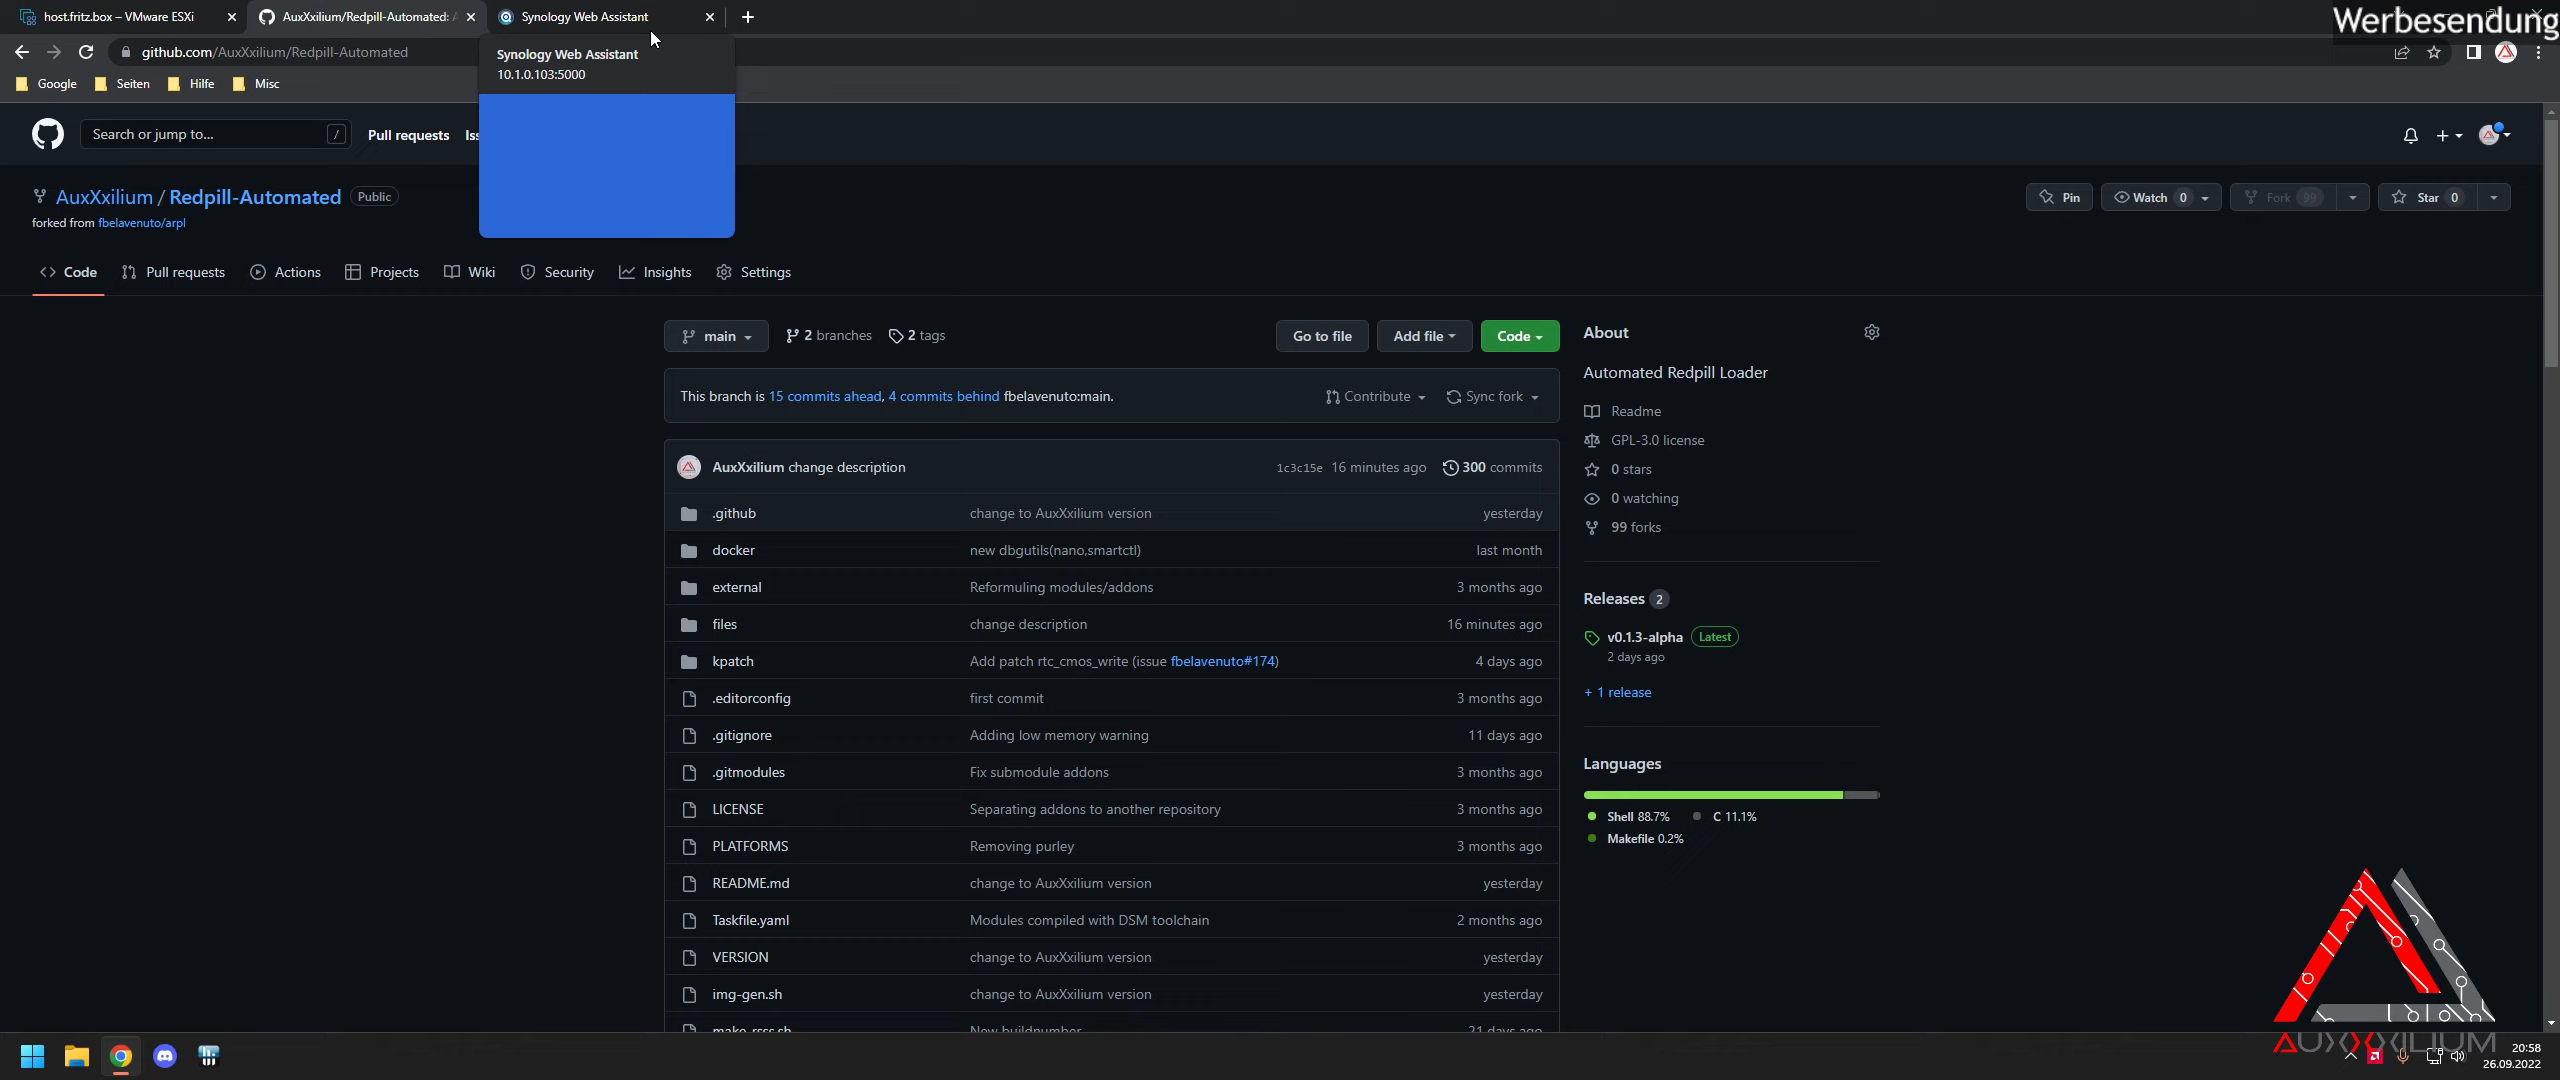 host.fritz.box – VMware ESXi
AuxXxilium/Redpill-Automated:
Synology Web Assistant
Werbesendung
github.com/AuxXxilium/Redpill-Automated
Synology Web Assistant
10.1.0.103:5000
Google
Seiten
Hilfe
Misc
Search or jump to...
/
Pull requests
Iss
AuxXxilium / Redpill-Automated
Public
forked from fbelavenuto/arpl
Pin
Watch 0
Fork 99
Star 0
Code
Pull requests
Actions
Projects
Wiki
Security
Insights
Settings
main
2 branches
2 tags
Go to file
Add file
Code
This branch is 15 commits ahead, 4 commits behind fbelavenuto:main.
Contribute
Sync fork
AuxXxilium change description
1c3c15e 16 minutes ago
300 commits
.github change to AuxXxilium version yesterday
docker new dbgutils(nano,smartctl) last month
external Reformuling modules/addons 3 months ago
files change description 16 minutes ago
kpatch Add patch rtc_cmos_write (issue fbelavenuto#174) 4 days ago
.editorconfig first commit 3 months ago
.gitignore Adding low memory warning 11 days ago
.gitmodules Fix submodule addons 3 months ago
LICENSE Separating addons to another repository 3 months ago
PLATFORMS Removing purley 3 months ago
README.md change to AuxXxilium version yesterday
Taskfile.yaml Modules compiled with DSM toolchain 2 months ago
VERSION change to AuxXxilium version yesterday
img-gen.sh change to AuxXxilium version yesterday
make-rsss.sh New buildnumber 21 days ago
About
Automated Redpill Loader
Readme
GPL-3.0 license
0 stars
0 watching
99 forks
Releases 2
v0.1.3-alpha Latest
2 days ago
+ 1 release
Languages
Shell 88.7%
C 11.1%
Makefile 0.2%
AUXXXILIUM
20:58
26.09.2022